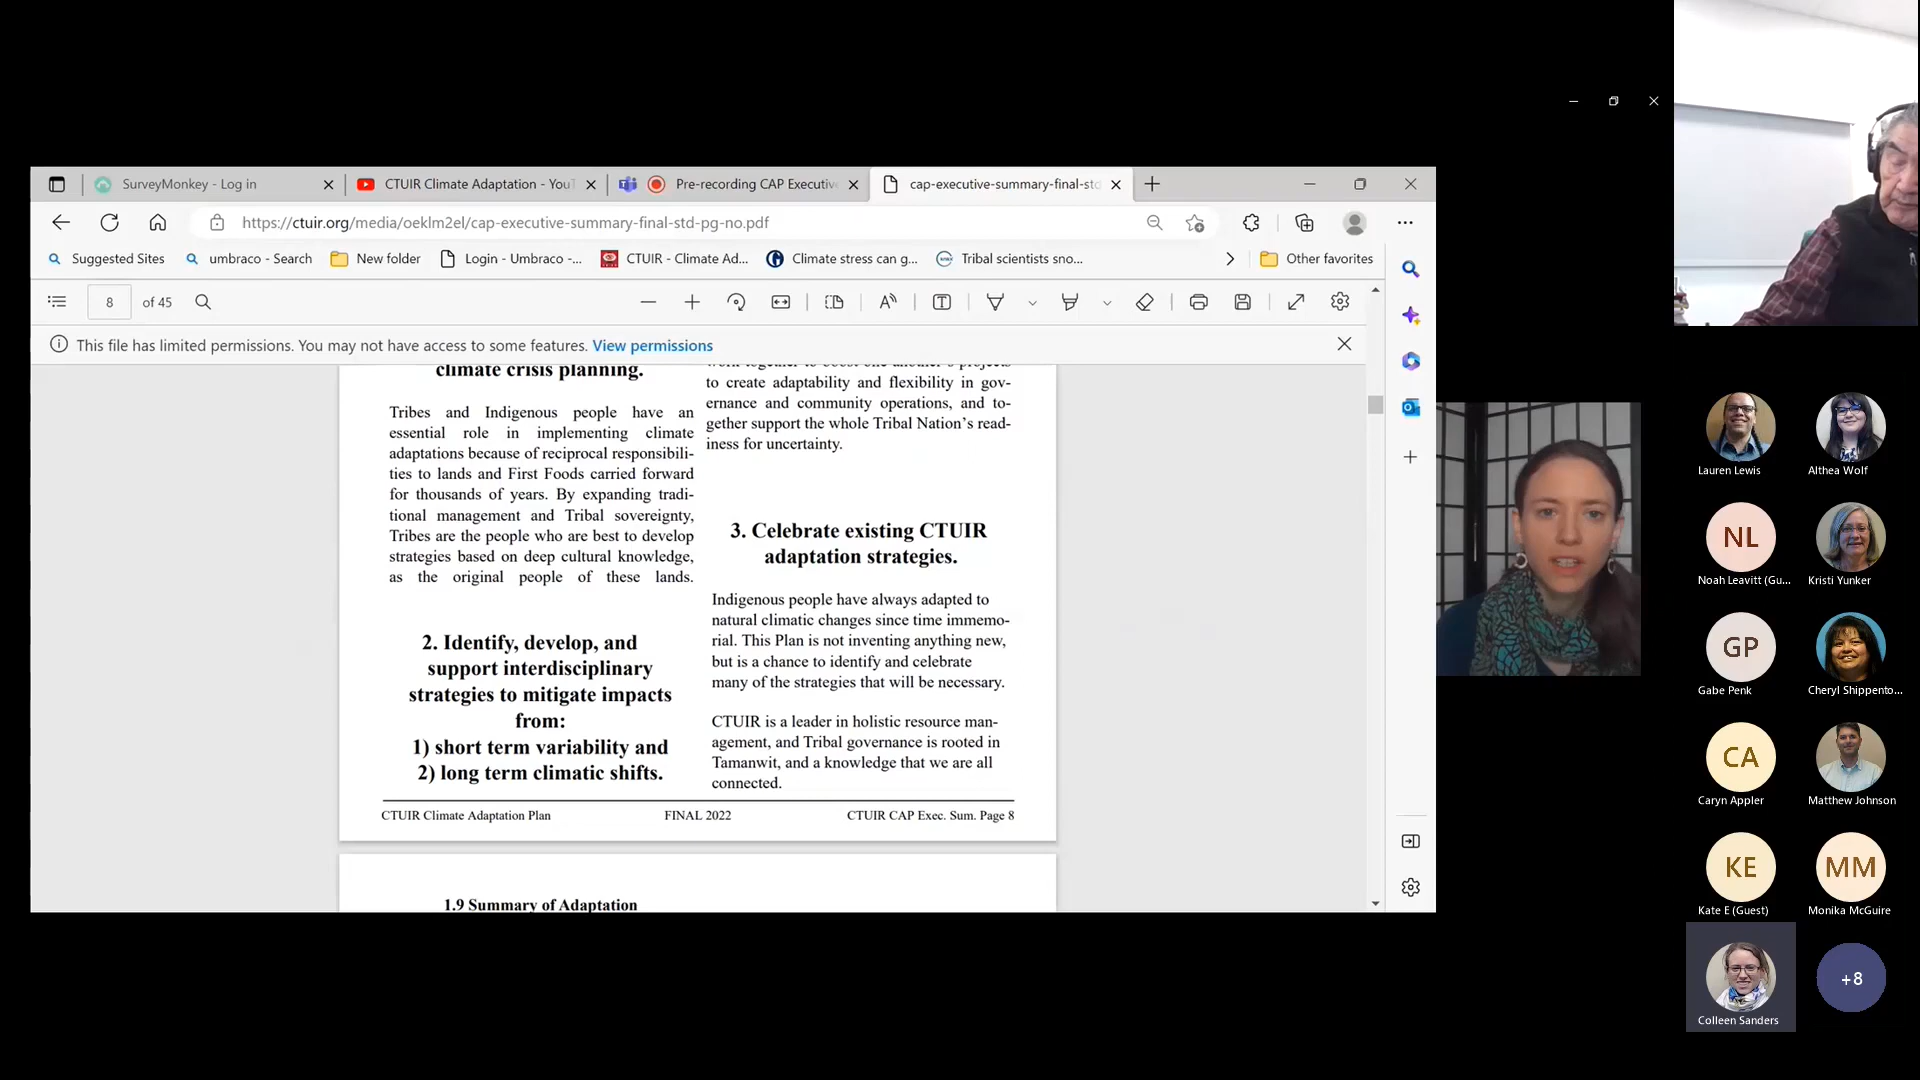 SurveyMonkey - Log in
CTUIR Climate Adaptation - YouT
Pre-recording CAP Executive
cap-executive-summary-final-std
https://ctuir.org/media/oeklm2el/cap-executive-summary-final-std-pg-no.pdf
Suggested Sites
umbraco - Search
New folder
Login - Umbraco -...
CTUIR - Climate Ad...
Climate stress can g...
Tribal scientists sno...
Other favorites
8 of 45
This file has limited permissions. You may not have access to some features. View permissions
climate crisis planning.
Tribes and Indigenous people have an
essential role in implementing climate
adaptations because of reciprocal responsibili-
ties to lands and First Foods carried forward
for thousands of years. By expanding tradi-
tional management and Tribal sovereignty,
Tribes are the people who are best to develop
strategies based on deep cultural knowledge,
as the original people of these lands.
2. Identify, develop, and
support interdisciplinary
strategies to mitigate impacts
from:
1) short term variability and
2) long term climatic shifts.
work together to boost one another's projects
to create adaptability and flexibility in gov-
ernance and community operations, and to-
gether support the whole Tribal Nation's read-
iness for uncertainty.
3. Celebrate existing CTUIR
adaptation strategies.
Indigenous people have always adapted to
natural climatic changes since time immemo-
rial. This Plan is not inventing anything new,
but is a chance to identify and celebrate
many of the strategies that will be necessary.
CTUIR is a leader in holistic resource man-
agement, and Tribal governance is rooted in
Tamanwit, and a knowledge that we are all
connected.
CTUIR Climate Adaptation Plan
FINAL 2022
CTUIR CAP Exec. Sum. Page 8
1.9 Summary of Adaptation
Lauren Lewis
Althea Wolf
NL
Noah Leavitt (Gu...
Kristi Yunker
GP
Gabe Penk
Cheryl Shippento...
CA
Caryn Appler
Matthew Johnson
KE
Kate E (Guest)
MM
Monika McGuire
Colleen Sanders
+8